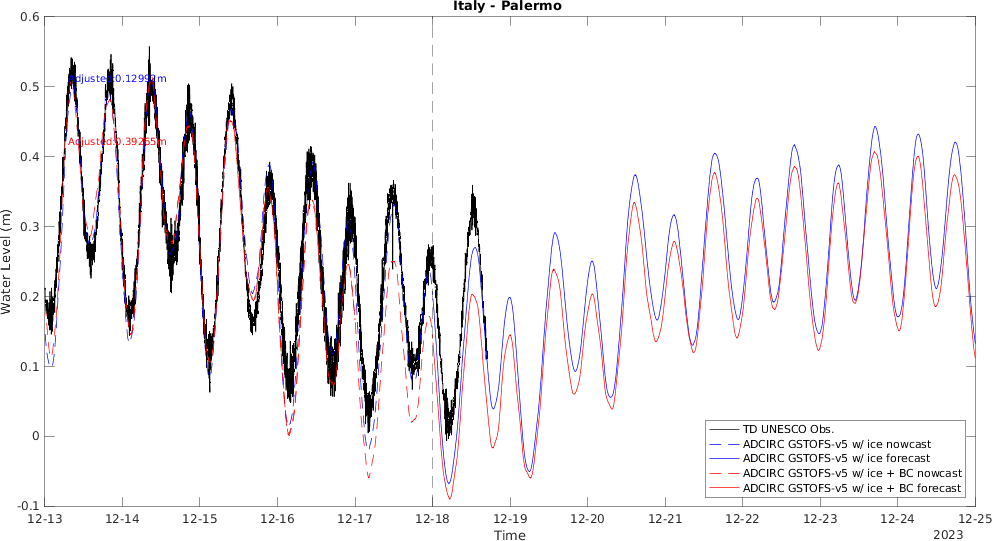 Italy - Palermo
0.6
0.5
0.4
0.3
0.2
0.1
0
-0.1
Water Level (m)
Adjusted:0.12992m
Adjusted:0.39265m
TD UNESCO Obs.
ADCIRC GSTOFS-v5 w/ ice nowcast
ADCIRC GSTOFS-v5 w/ ice forecast
ADCIRC GSTOFS-v5 w/ ice + BC nowcast
ADCIRC GSTOFS-v5 w/ ice + BC forecast
12-13 12-14 12-15 12-16 12-17 12-18 12-19 12-20 12-21 12-22 12-23 12-24 12-25
Time
2023